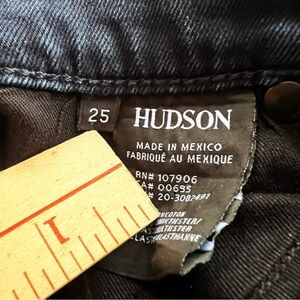 25 HUDSON
MADE IN MEXICO
FABRIQUÉ AU MEXIQUE
RN# 107906
CA# 00635
# 20-3082491
1